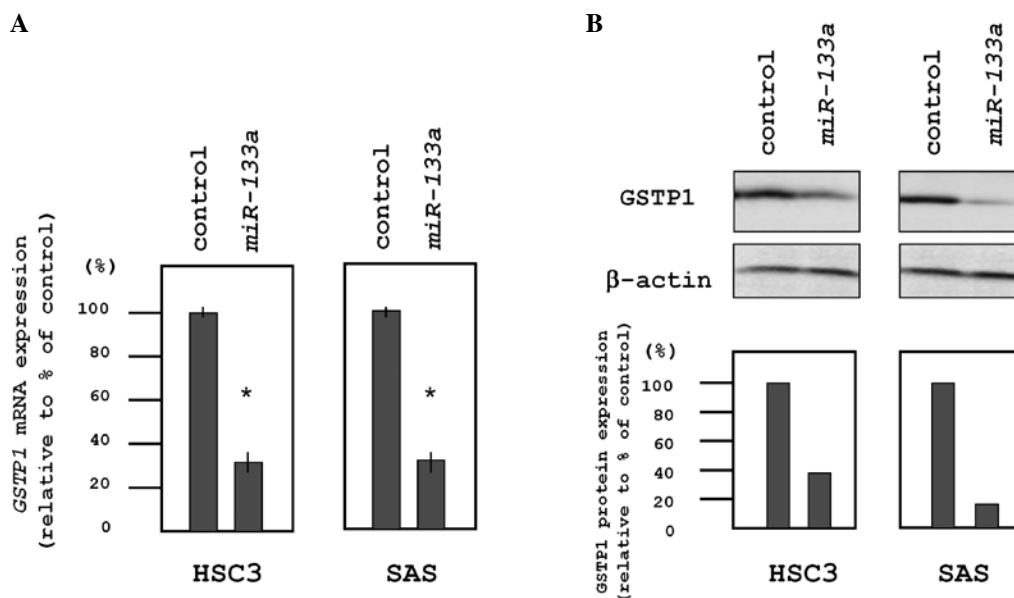 A
control
miR-133a
control
miR-133a
GSTP1 mRNA expression
(relative to % of control)
(%)
100
80
60
40
20
0
*
*
HSC3
SAS
B
control
miR-133a
control
miR-133a
GSTP1
β-actin
GSTP1 protein expression
(relative to % of control)
(%)
100
80
60
40
20
0
HSC3
SAS